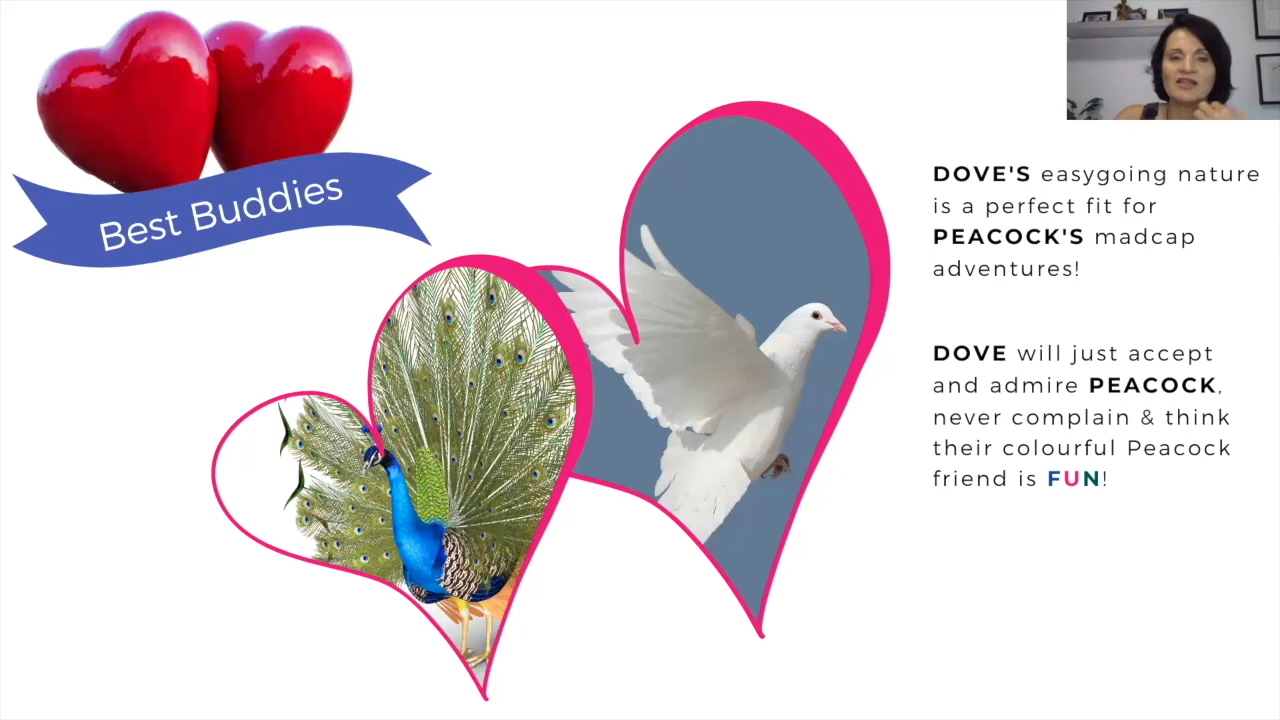 Best Buddies
DOVE'S easygoing nature
is a perfect fit for
PEACOCK'S madcap
adventures!
DOVE will just accept
and admire PEACOCK,
never complain & think
their colourful Peacock
friend is FUN!